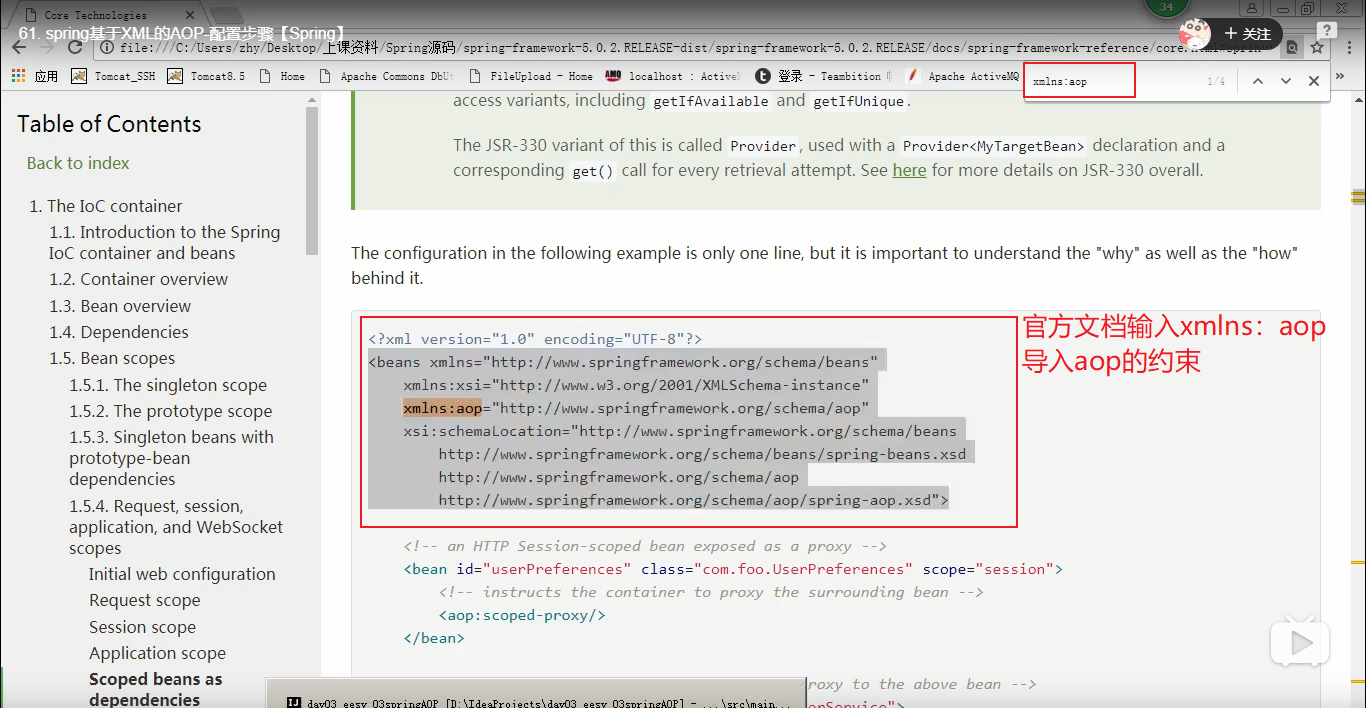 Core Technologies
34
61. spring基于XML的AOP-配置步骤【Spring】
file:///C:/Users/zhy/Desktop/上课资料/Spring源码/spring-framework-5.0.2.RELEASE-dist/spring-framework-5.0.2.RELEASE/docs/spring-framework-reference/core.
+ 关注
?
应用
Tomcat_SSH
Tomcat8.5
Home
Apache Commons DbU
FileUpload - Home
localhost : Active
登录 - Teambition
Apache ActiveMQ
»
xmlns:aop
1/4
Table of Contents
Back to index
1. The IoC container
1.1. Introduction to the Spring
IoC container and beans
1.2. Container overview
1.3. Bean overview
1.4. Dependencies
1.5. Bean scopes
1.5.1. The singleton scope
1.5.2. The prototype scope
1.5.3. Singleton beans with
prototype-bean
dependencies
1.5.4. Request, session,
application, and WebSocket
scopes
Initial web configuration
Request scope
Session scope
Application scope
Scoped beans as
dependencies
access variants, including getIfAvailable and getIfUnique.
The JSR-330 variant of this is called Provider, used with a Provider<MyTargetBean> declaration and a
corresponding get() call for every retrieval attempt. See here for more details on JSR-330 overall.
The configuration in the following example is only one line, but it is important to understand the "why" as well as the "how"
behind it.
<?xml version="1.0" encoding="UTF-8"?>
<beans xmlns="http://www.springframework.org/schema/beans"
xmlns:xsi="http://www.w3.org/2001/XMLSchema-instance"
xmlns:aop="http://www.springframework.org/schema/aop"
xsi:schemaLocation="http://www.springframework.org/schema/beans
http://www.springframework.org/schema/beans/spring-beans.xsd
http://www.springframework.org/schema/aop
http://www.springframework.org/schema/aop/spring-aop.xsd">
官方文档输入xmlns：aop
导入aop的约束
<!-- an HTTP Session-scoped bean exposed as a proxy -->
<bean id="userPreferences" class="com.foo.UserPreferences" scope="session">
<!-- instructs the container to proxy the surrounding bean -->
<aop:scoped-proxy/>
</bean>
roxy to the above bean -->
erService">
day03_eesy_03springAOP [D:\IdeaProjects\day03_eesy_03springAOP] - ...\src\main...